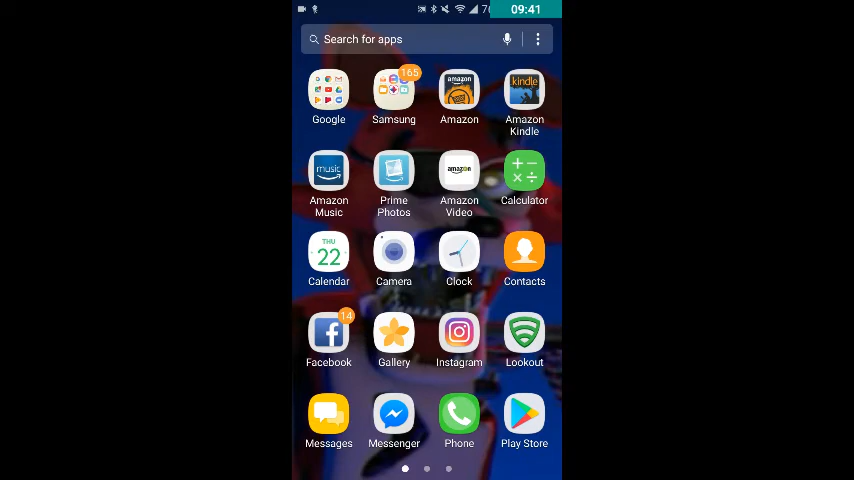 09:41
Search for apps
165
amazon
kindle
Google
Samsung
Amazon
Amazon
Kindle
music
amazon
Amazon
Music
Prime
Photos
Amazon
Video
Calculator
THU
22
Calendar
Camera
Clock
Contacts
14
Facebook
Gallery
Instagram
Lookout
Messages
Messenger
Phone
Play Store